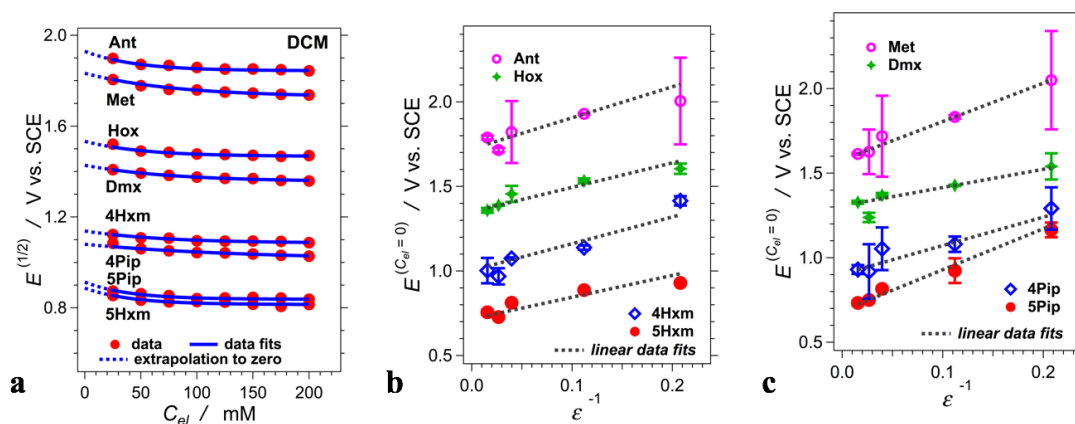 a
E(1/2) / V vs. SCE
2.0
1.6
1.2
0.8
DCM
Ant
Met
Hox
Dmx
4Hxm
4Pip
5Pip
5Hxm
data
data fits
extrapolation to zero
0
50
100
150
200
Cel / mM
b
E(Cel = 0) / V vs. SCE
2.0
1.5
1.0
0.5
Ant
Hox
4Hxm
5Hxm
linear data fits
0.0
0.1
0.2
ε-1
c
E(Cel = 0) / V vs. SCE
2.0
1.5
1.0
0.5
Met
Dmx
4Pip
5Pip
linear data fits
0.0
0.1
0.2
ε-1